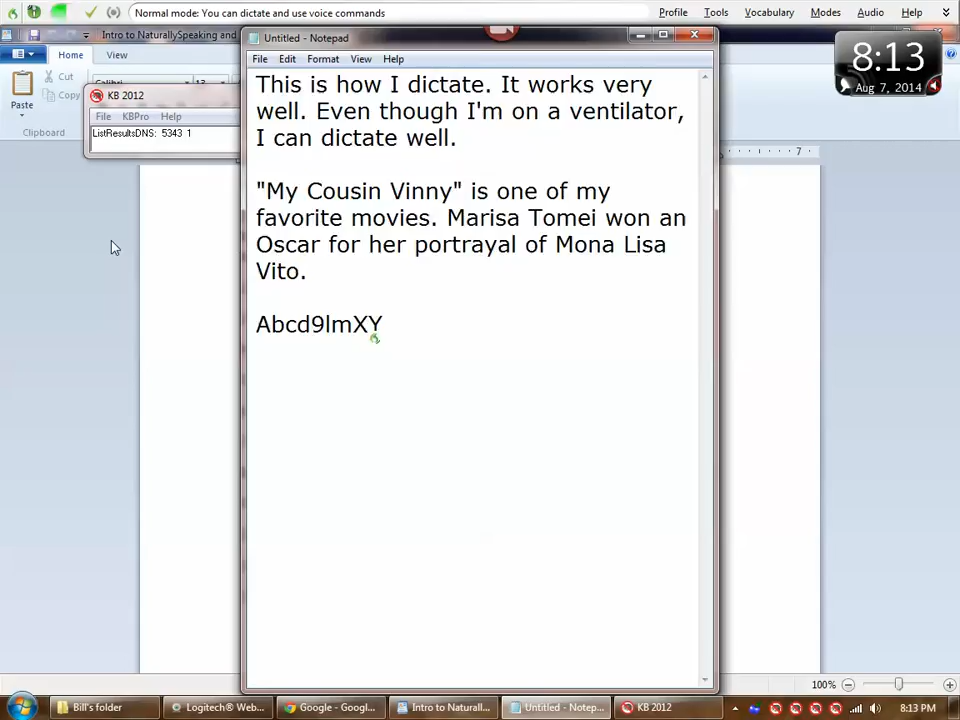 Normal mode: You can dictate and use voice commands
Profile Tools Vocabulary Modes Audio Help
Intro to NaturallySpeaking and
Untitled - Notepad
Home View
File Edit Format View Help
8:13
Aug 7, 2014
Paste
Cut
Copy
Clipboard
KB 2012
File KBPro Help
ListResultsDNS: 5343 1
This is how I dictate. It works very
well. Even though I'm on a ventilator,
I can dictate well.
"My Cousin Vinny" is one of my
favorite movies. Marisa Tomei won an
Oscar for her portrayal of Mona Lisa
Vito.
Abcd9lmXY
7
100%
Bill's folder
Logitech® Web...
Google - Googl...
Intro to Naturall...
Untitled - Notep...
KB 2012
8:13 PM